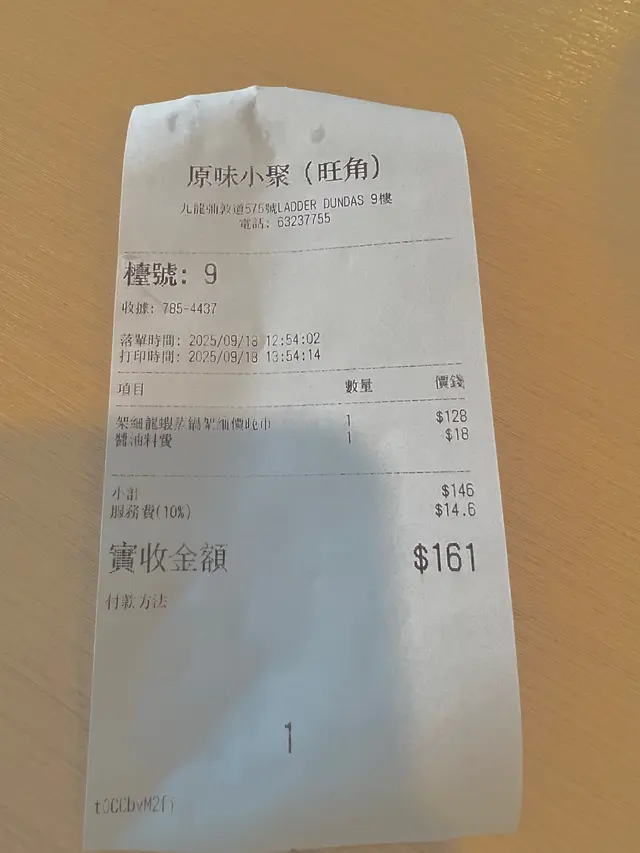 原味小聚（旺角）
九龍彌敦道575號LADDER DUNDAS 9樓
電話: 63237755
檯號: 9
收據: 785-4437
落單時間: 2025/09/18 12:54:02
打印時間: 2025/09/18 13:54:14
項目 數量 價錢
1 $128
醬油料費 1 $18
小計 $146
服務費(10%) $14.6
實收金額 $161
付款方法
1